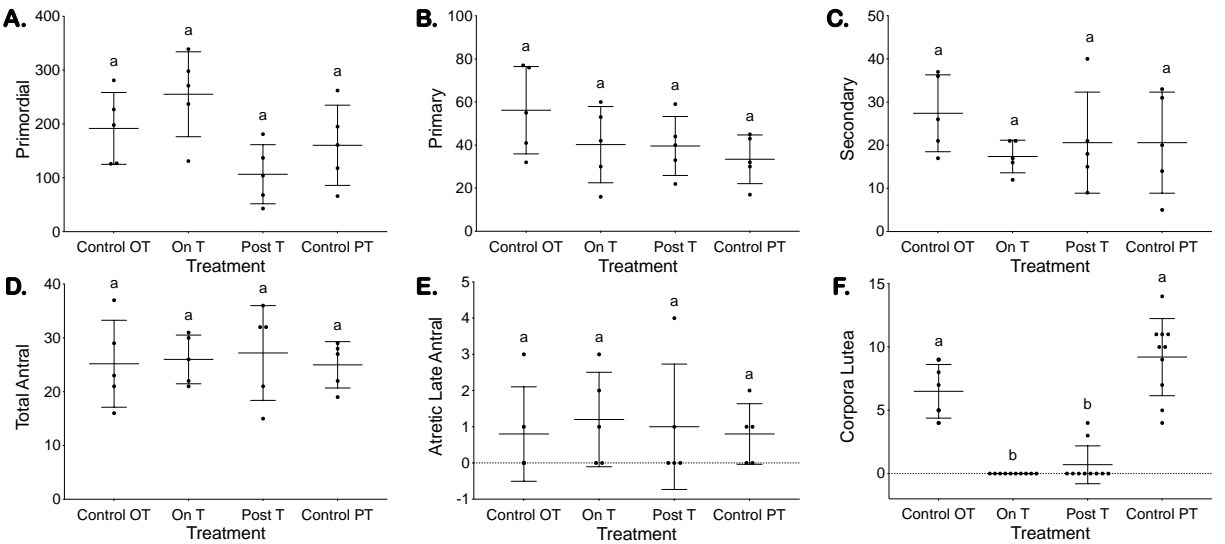 A.
400
300
200
100
0
Primordial
a
a
a
a
Control OT
On T
Post T
Control PT
Treatment
B.
100
80
60
40
20
0
Primary
a
a
a
a
Control OT
On T
Post T
Control PT
Treatment
C.
50
40
30
20
10
0
Secondary
a
a
a
a
Control OT
On T
Post T
Control PT
Treatment
D.
40
30
20
10
0
Total Antral
a
a
a
a
Control OT
On T
Post T
Control PT
Treatment
E.
5
4
3
2
1
0
-1
Atretic Late Antral
a
a
a
a
Control OT
On T
Post T
Control PT
Treatment
F.
15
10
5
0
Corpora Lutea
a
b
b
a
Control OT
On T
Post T
Control PT
Treatment